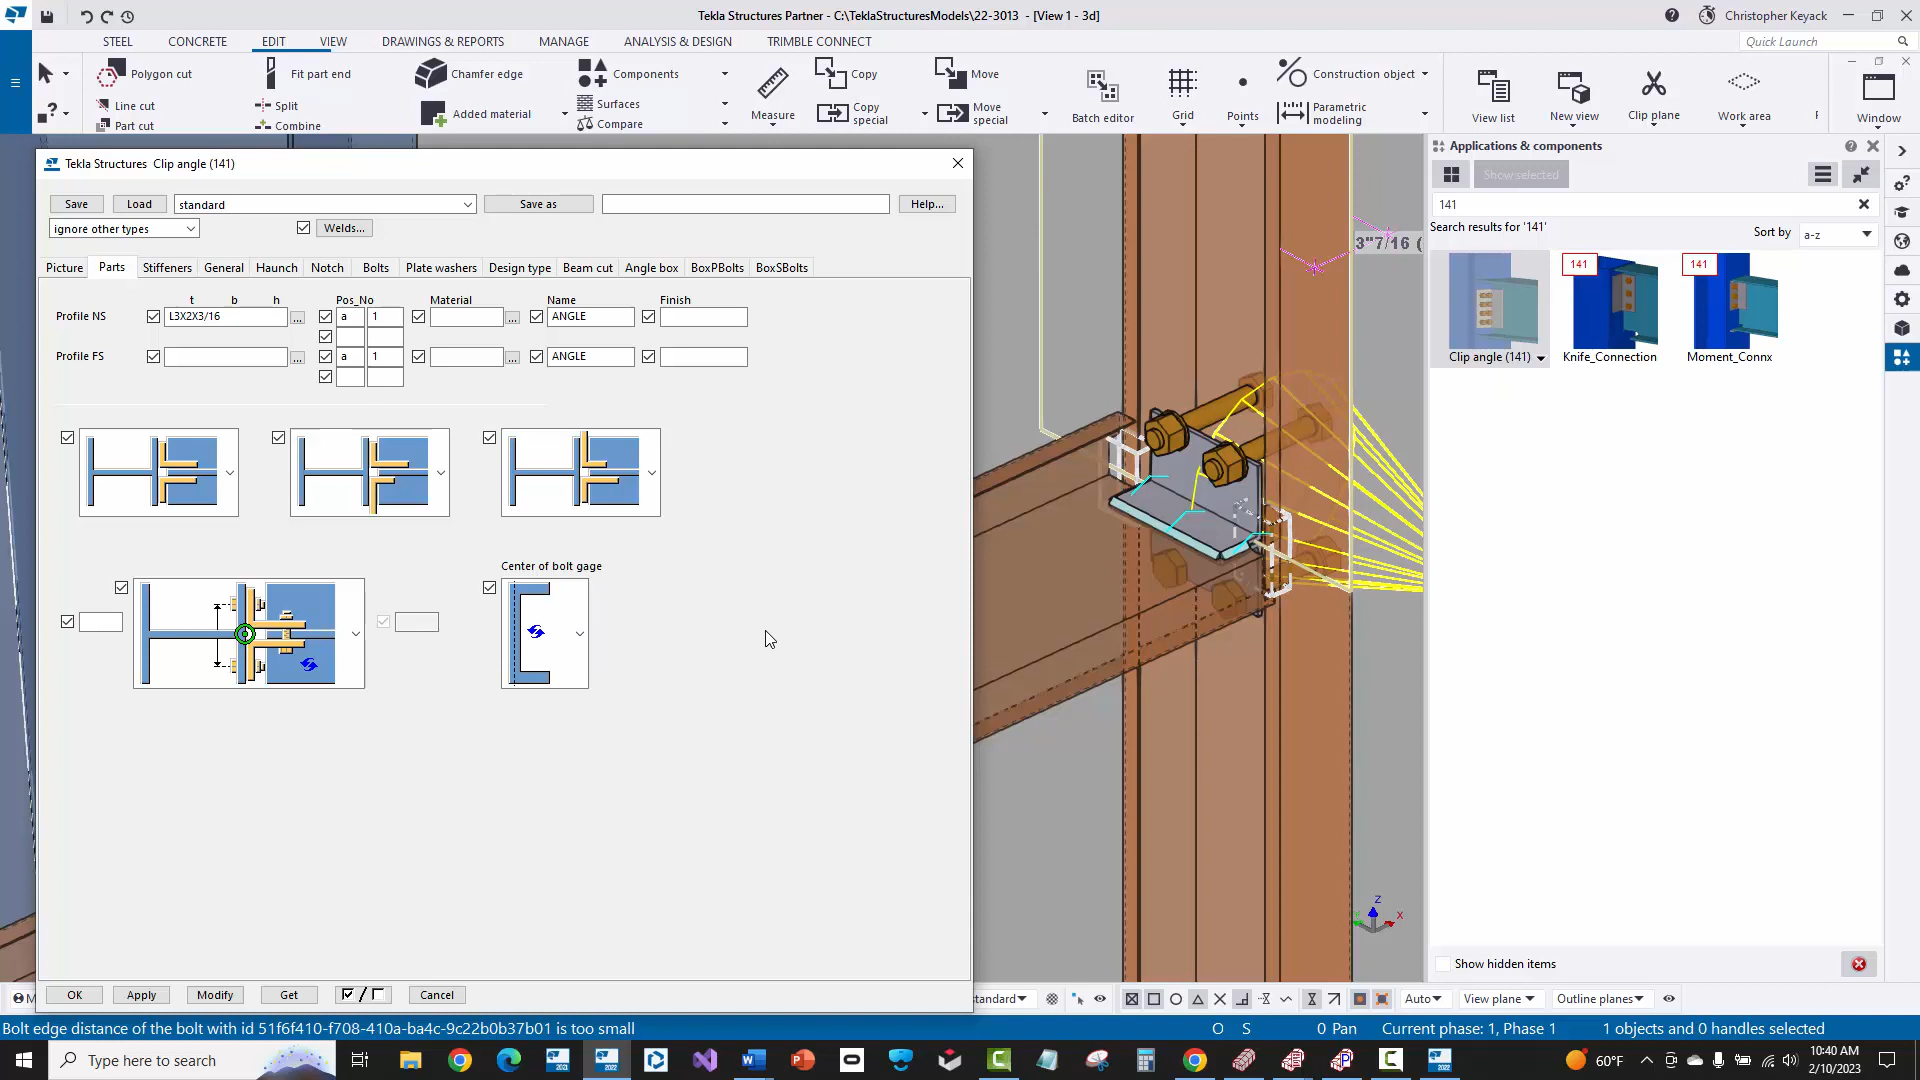 Tekla Structures Partner - C:\TeklaStructuresModels\22-3013 - [View 1 - 3d]
Christopher Keyack
STEEL CONCRETE EDIT VIEW DRAWINGS & REPORTS MANAGE ANALYSIS & DESIGN TRIMBLE CONNECT
Quick Launch
Polygon cut
Line cut
Part cut
Fit part end
Split
Combine
Chamfer edge
Added material
Components
Surfaces
Compare
Measure
Copy
Copy special
Move
Move special
Batch editor
Grid
Points
Construction object
Parametric modeling
View list
New view
Clip plane
Work area
Window
Tekla Structures Clip angle (141)
Save Load standard Save as Help...
ignore other types Welds...
Picture Parts Stiffeners General Haunch Notch Bolts Plate washers Design type Beam cut Angle box BoxPBolts BoxSBolts
t b h Pos_No Material Name Finish
Profile NS L3X2X3/16 ... a 1 ... ANGLE
Profile FS ... a 1 ... ANGLE
Center of bolt gage
OK Apply Modify Get / Cancel
3"7/16 (
Applications & components
Show selected
141
Search results for '141'
Sort by a-z
141 141
Clip angle (141) Knife_Connection Moment_Connx
Show hidden items
Z
X
standard Auto View plane Outline planes
Bolt edge distance of the bolt with id 51f6f410-f708-410a-ba4c-9c22b0b37b01 is too small
O S 0 Pan Current phase: 1, Phase 1 1 objects and 0 handles selected
Type here to search
60°F
10:40 AM
2/10/2023